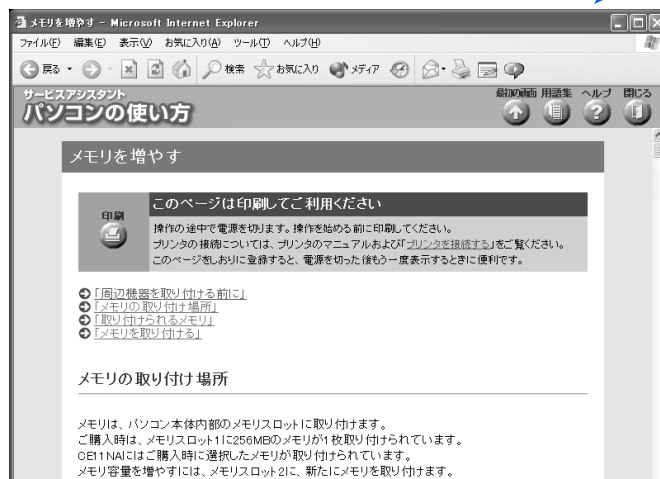 メモリを増やす - Microsoft Internet Explorer
ファイル(F) 編集(E) 表示(V) お気に入り(A) ツール(T) ヘルプ(H)
戻る 検索 お気に入り メディア
サービスアシスタント
パソコンの使い方
最初の画面 用語集 ヘルプ 閉じる
メモリを増やす
印刷
このページは印刷してご利用ください
操作の途中で電源を切ります。操作を始める前に印刷してください。
プリンタの接続については、プリンタのマニュアルおよび「プリンタを接続する」をご覧ください。
このページをしおりに登録すると、電源を切った後もう一度表示するときに便利です。
「周辺機器を取り付ける前に」
「メモリの取り付け場所」
「取り付けられるメモリ」
「メモリを取り付ける」
メモリの取り付け場所
メモリは、パソコン本体内部のメモリスロットに取り付けます。
ご購入時は、メモリスロット1に256MBのメモリが1枚取り付けられています。
CE11NAにはご購入時に選択したメモリが取り付けられています。
メモリ容量を増やすには、メモリスロット2に、新たにメモリを取り付けます。